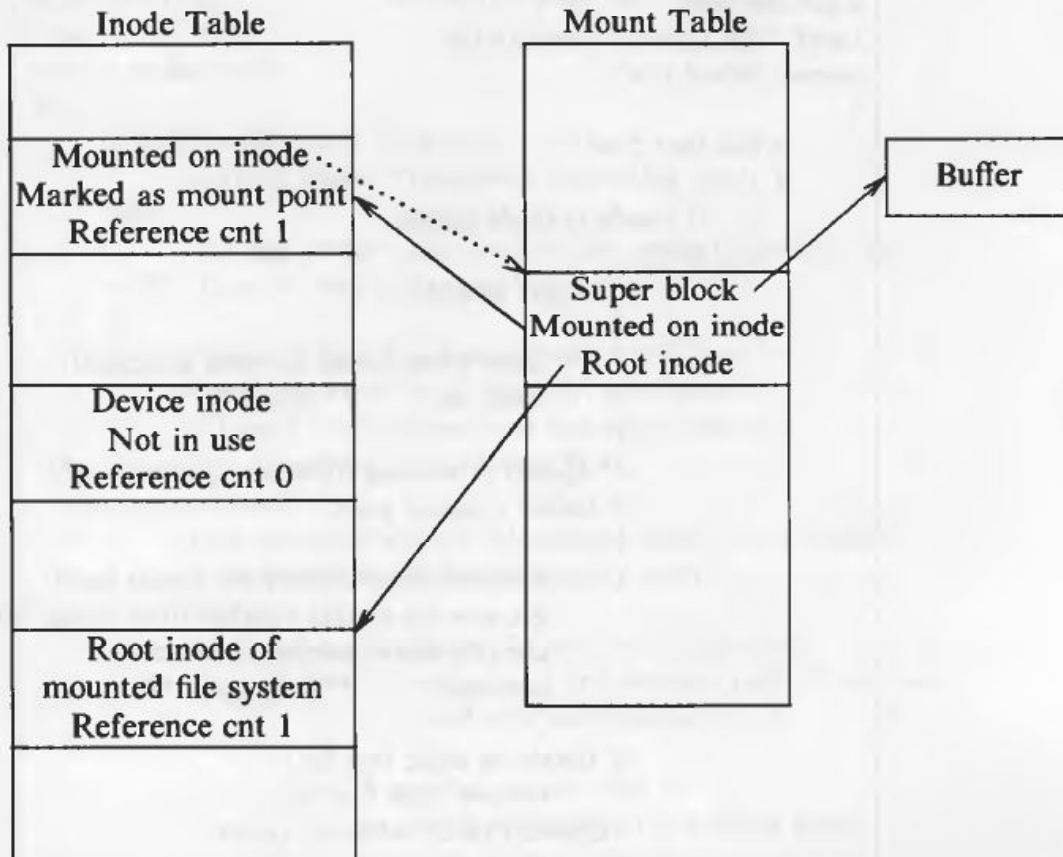 Inode Table
Mount Table
Mounted on inode
Marked as mount point
Reference cnt 1
Buffer
Super block
Mounted on inode
Root inode
Device inode
Not in use
Reference cnt 0
Root inode of
mounted file system
Reference cnt 1